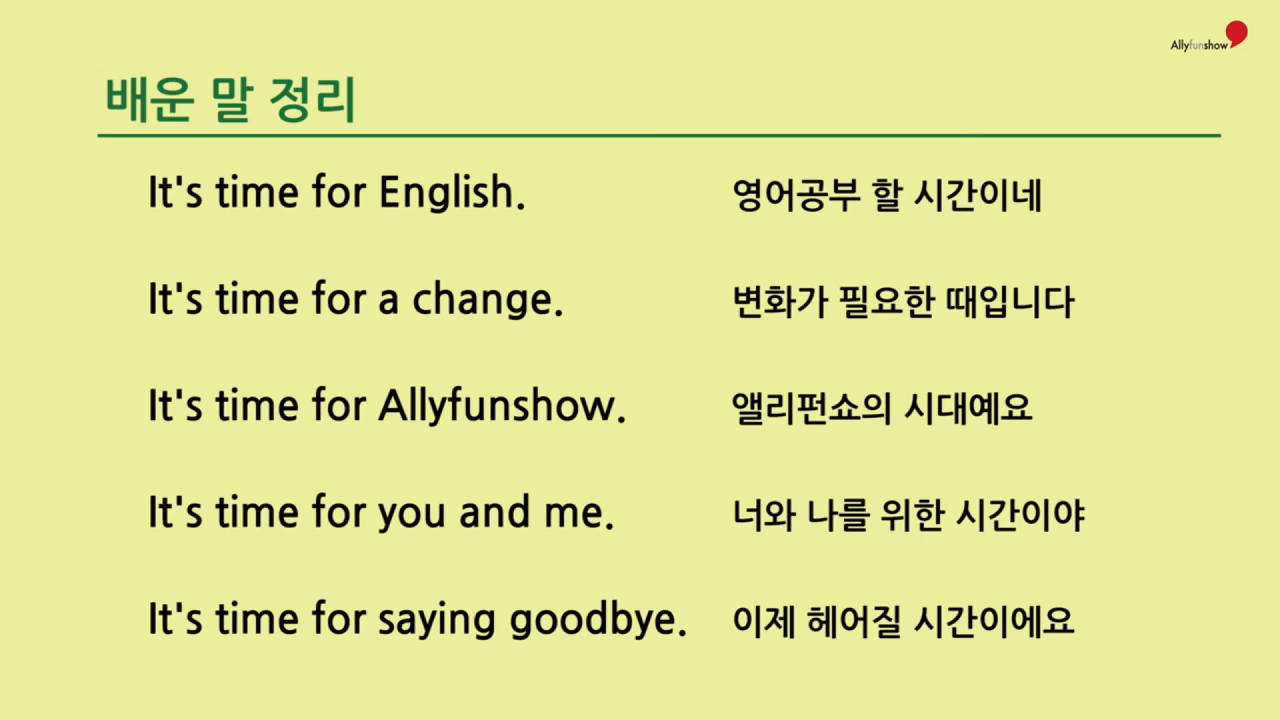 Allyfunshow
배운 말 정리
It's time for English. 영어공부 할 시간이네
It's time for a change. 변화가 필요한 때입니다
It's time for Allyfunshow. 앨리펀쇼의 시대예요
It's time for you and me. 너와 나를 위한 시간이야
It's time for saying goodbye. 이제 헤어질 시간이에요